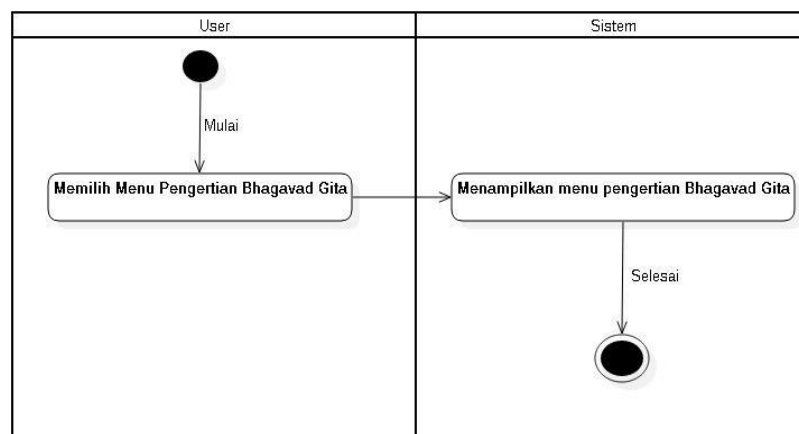 User
Sistem
Mulai
Memilih Menu Pengertian Bhagavad Gita
Menampilkan menu pengertian Bhagavad Gita
Selesai